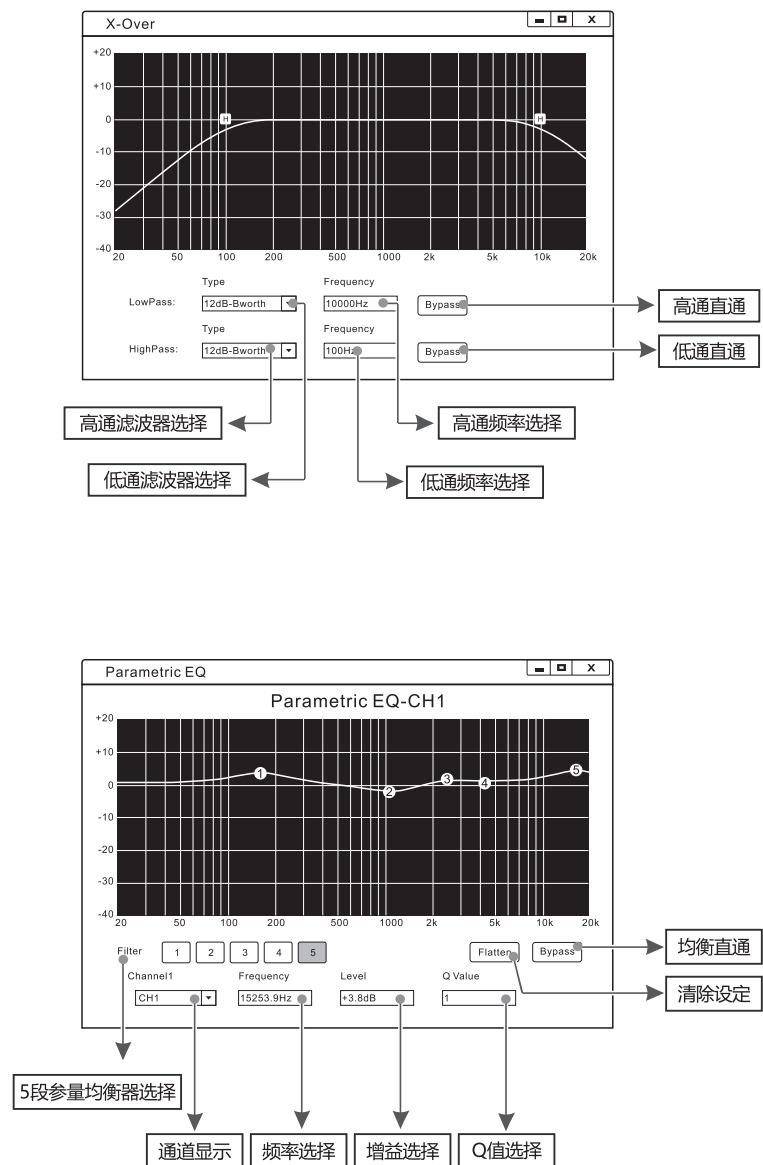 X-Over
X
+20
+10
0
-10
-20
-30
-40
20 50 100 200 500 1000 2k 5k 10k 20k
H H
Type Frequency
LowPass: 12dB-Bworth 10000Hz Bypass
Type Frequency
HighPass: 12dB-Bworth 100Hz Bypass
高通直通
低通直通
高通滤波器选择 高通频率选择
低通滤波器选择 低通频率选择
Parametric EQ
X
Parametric EQ-CH1
+20
+10
0
-10
-20
-30
-40
1 2 3 4 5
20 50 100 200 500 1000 2k 5k 10k 20k
Filter 1 2 3 4 5 Flatten Bypass
均衡直通
Channel1 Frequency Level Q Value
CH1 15253.9Hz +3.8dB 1
清除设定
5段参量均衡器选择
通道显示 频率选择 增益选择 Q值选择